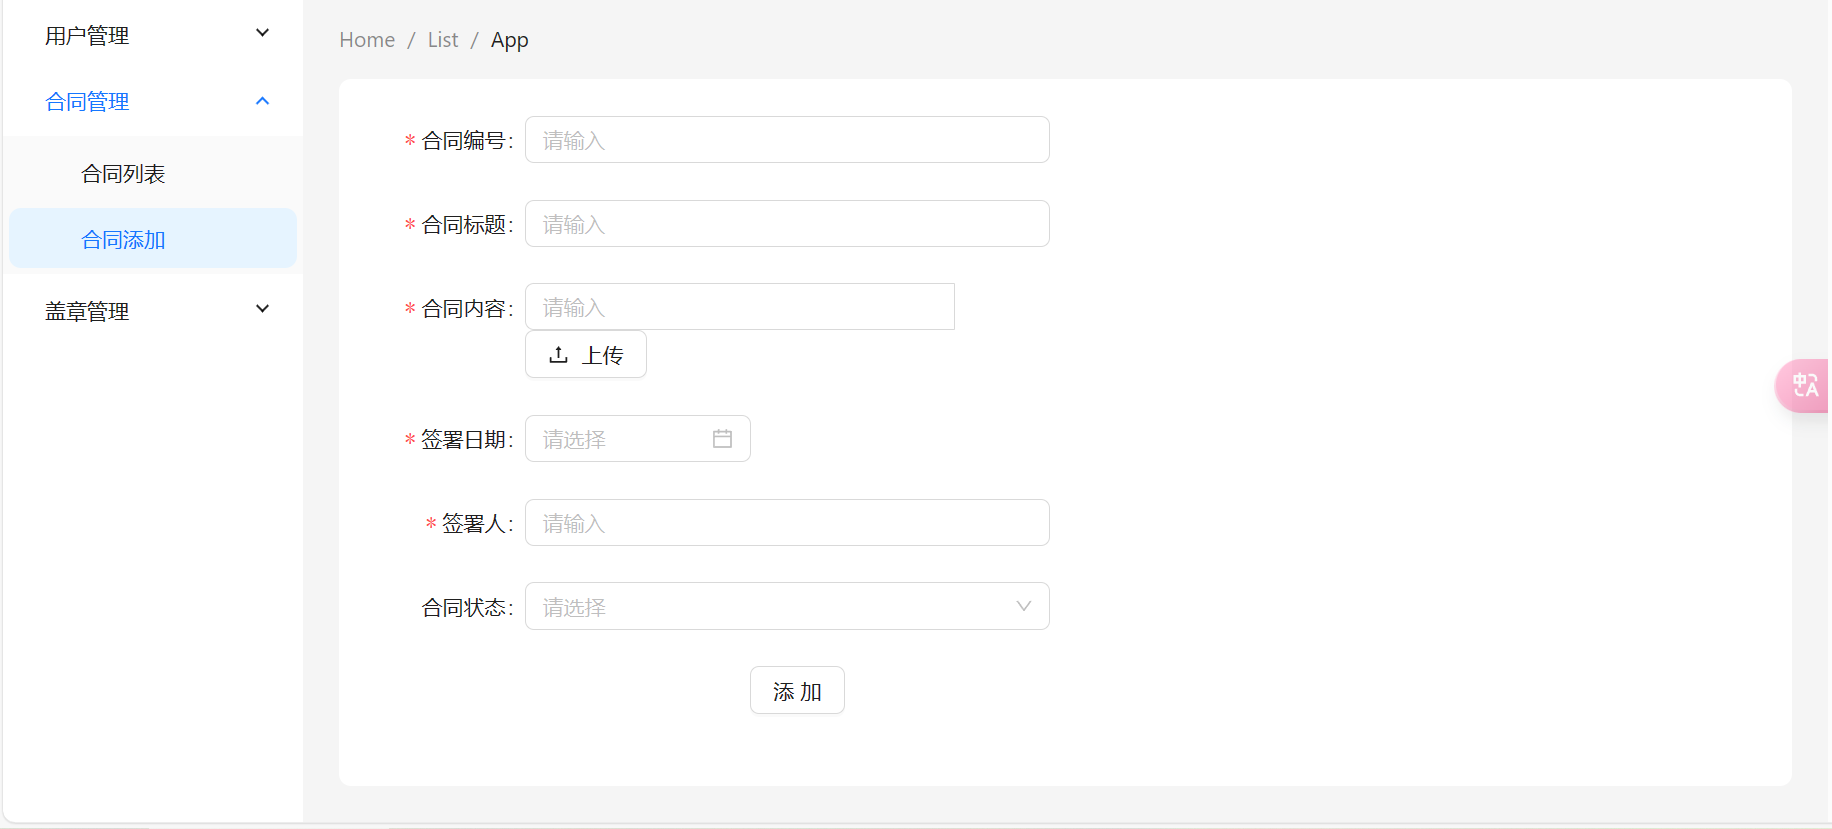 用户管理
合同管理
合同列表
合同添加
盖章管理
Home / List / App
* 合同编号: 请输入
* 合同标题: 请输入
* 合同内容: 请输入
上传
* 签署日期: 请选择
* 签署人: 请输入
合同状态: 请选择
添 加
中 A